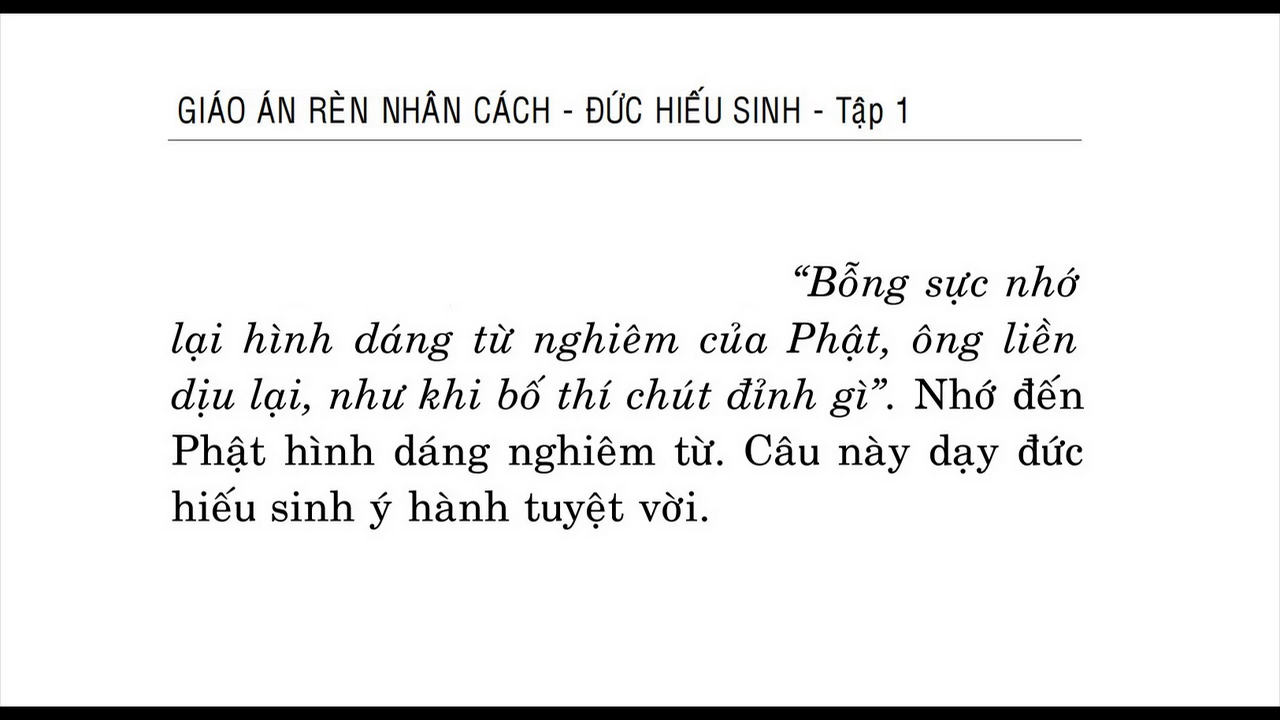 GIÁO ÁN RÈN NHÂN CÁCH - ĐỨC HIẾU SINH - Tập 1
“Bỗng sực nhớ
lại hình dáng từ nghiêm của Phật, ông liền
dịu lại, như khi bố thí chút đỉnh gì”. Nhớ đến
Phật hình dáng nghiêm từ. Câu này dạy đức
hiếu sinh ý hành tuyệt vời.